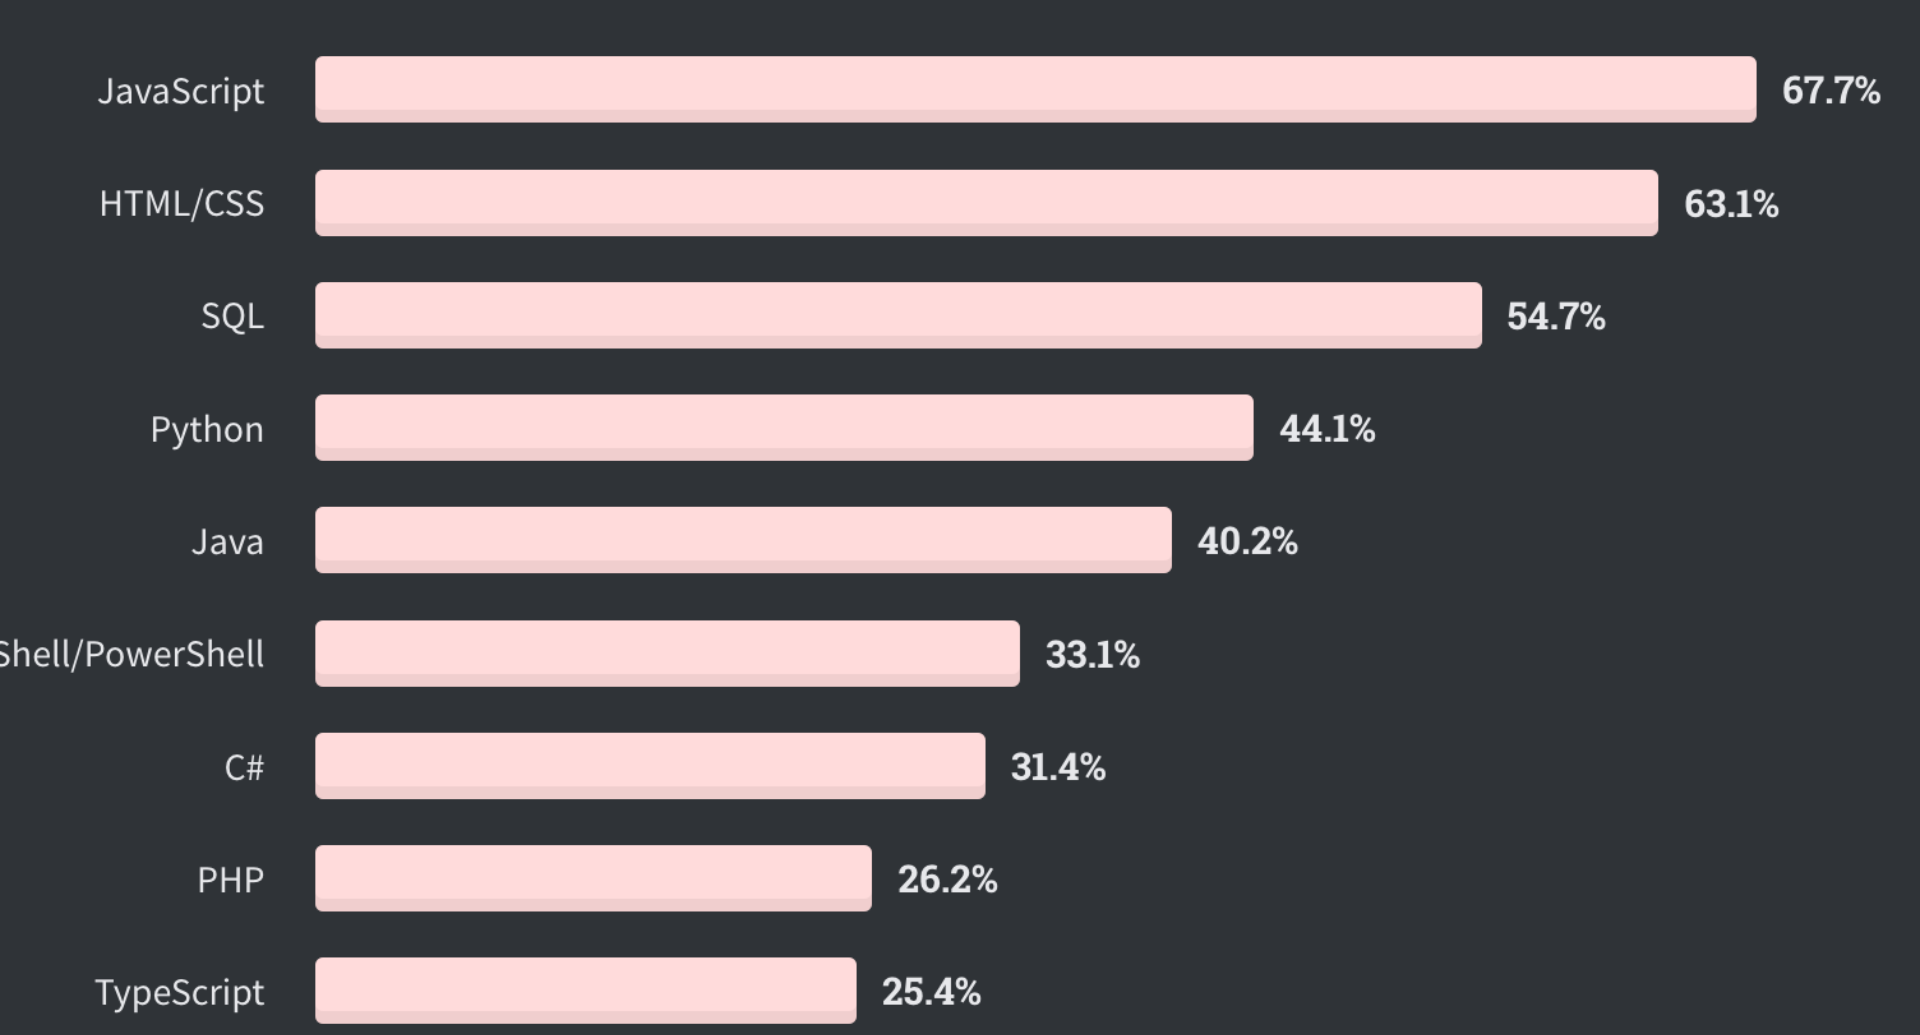 JavaScript 67.7%
HTML/CSS 63.1%
SQL 54.7%
Python 44.1%
Java 40.2%
Shell/PowerShell 33.1%
C# 31.4%
PHP 26.2%
TypeScript 25.4%